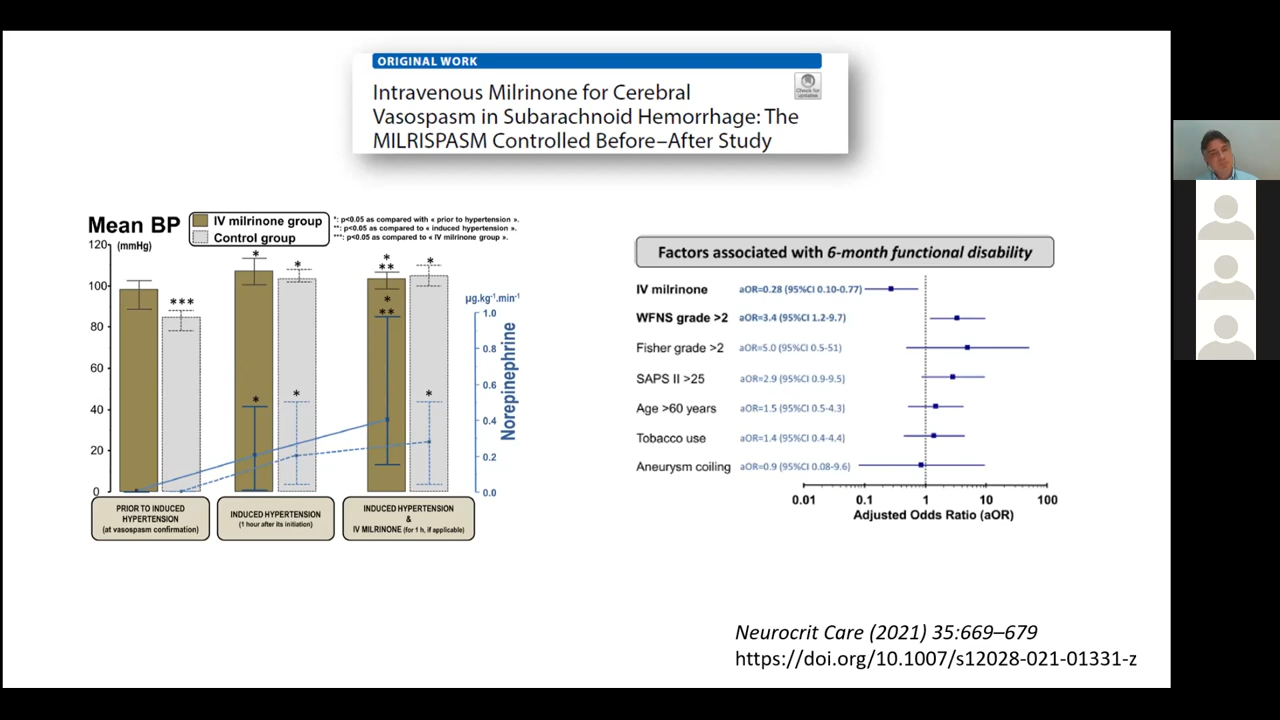 ORIGINAL WORK
Check for
updates
Intravenous Milrinone for Cerebral
Vasospasm in Subarachnoid Hemorrhage: The
MILRISPASM Controlled Before–After Study
Mean BP
(mmHg)
IV milrinone group
Control group
*: p<0.05 as compared with « prior to hypertension ».
**: p<0.05 as compared to « induced hypertension ».
***: p<0.05 as compared to « IV milrinone group ».
120
100
80
60
40
20
0
***
*
*
*
**
*
*
**
*
*
*
µg.kg⁻¹.min⁻¹
1.0
0.8
0.6
0.4
0.2
0.0
Norepinephrine
PRIOR TO INDUCED
HYPERTENSION
(at vasospasm confirmation)
INDUCED HYPERTENSION
(1 hour after its initiation)
INDUCED HYPERTENSION
&
IV MILRINONE (for 1 h, if applicable)
Factors associated with 6-month functional disability
IV milrinone aOR=0.28 (95%CI 0.10-0.77)
WFNS grade >2 aOR=3.4 (95%CI 1.2-9.7)
Fisher grade >2 aOR=5.0 (95%CI 0.5-51)
SAPS II >25 aOR=2.9 (95%CI 0.9-9.5)
Age >60 years aOR=1.5 (95%CI 0.5-4.3)
Tobacco use aOR=1.4 (95%CI 0.4-4.4)
Aneurysm coiling aOR=0.9 (95%CI 0.08-9.6)
0.01 0.1 1 10 100
Adjusted Odds Ratio (aOR)
Neurocrit Care (2021) 35:669–679
https://doi.org/10.1007/s12028-021-01331-z